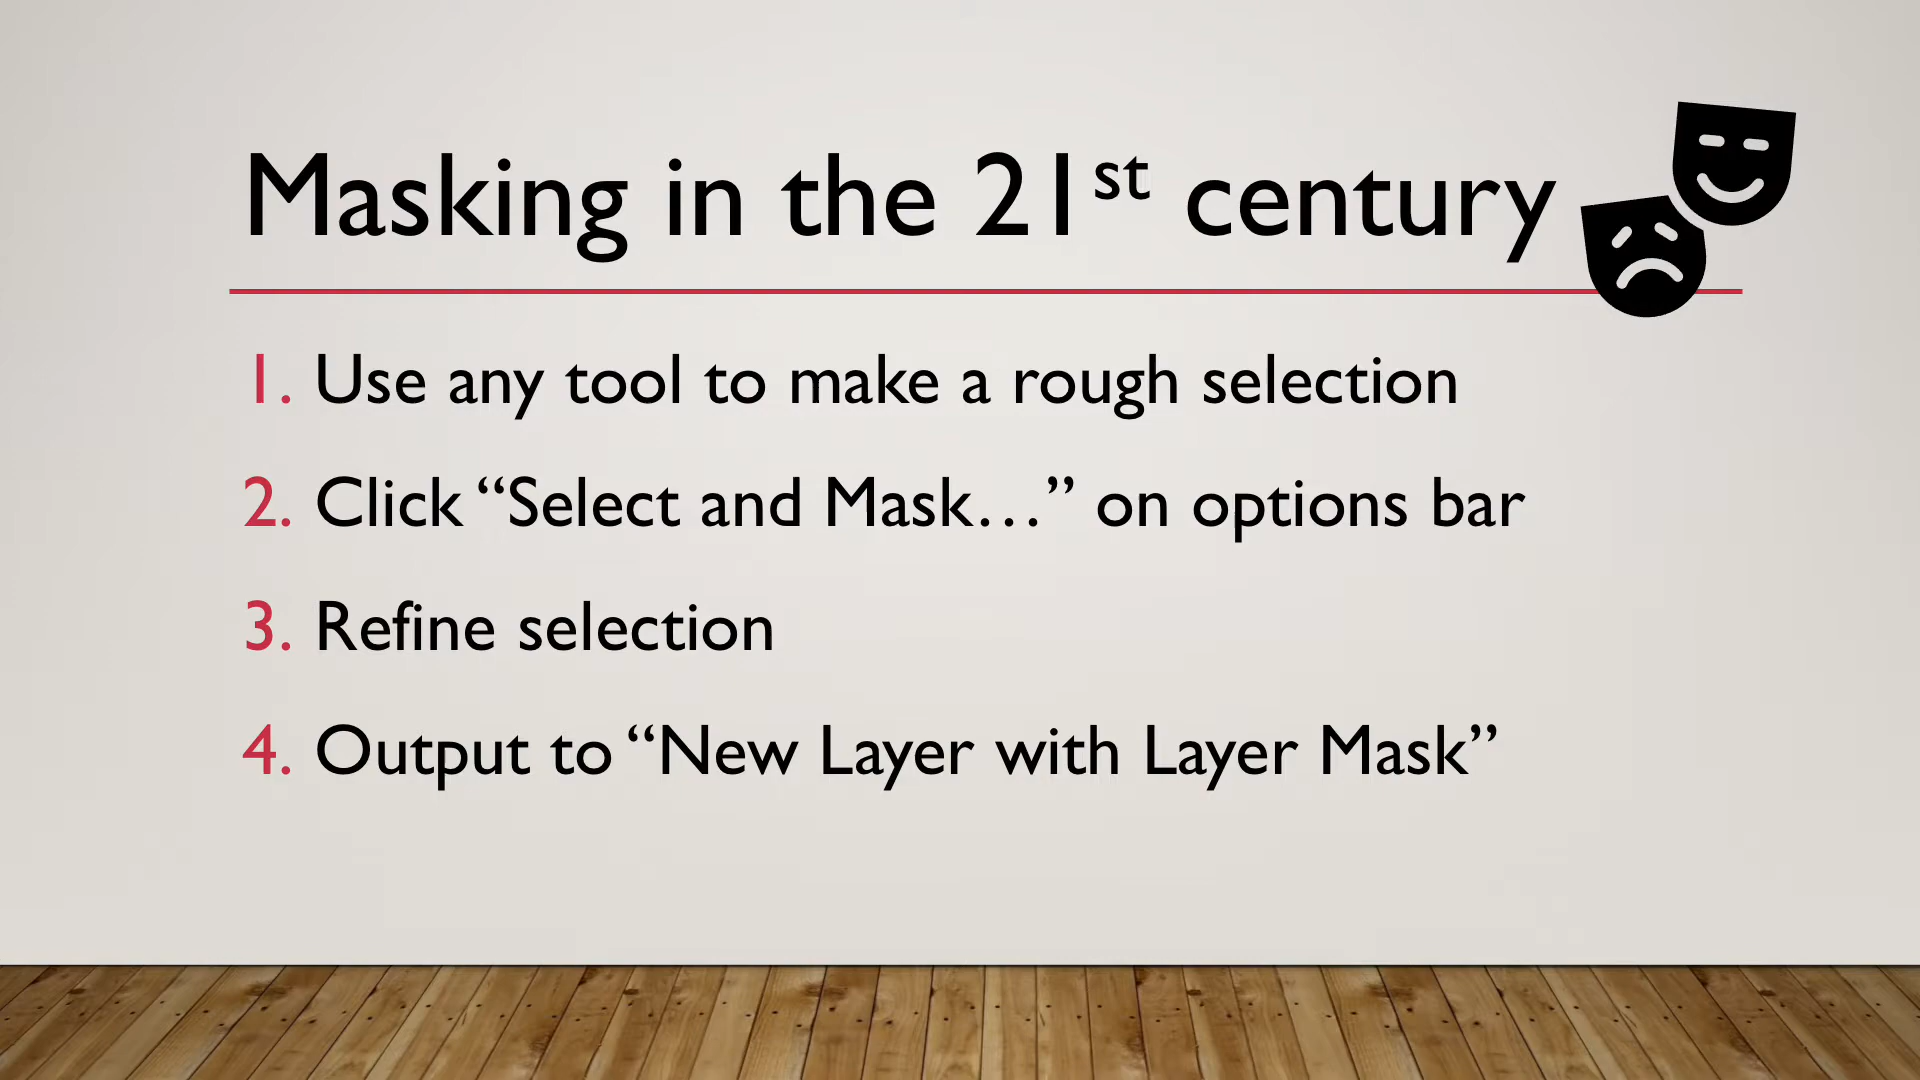 Masking in the 21st century
1. Use any tool to make a rough selection
2. Click “Select and Mask…” on options bar
3. Refine selection
4. Output to “New Layer with Layer Mask”